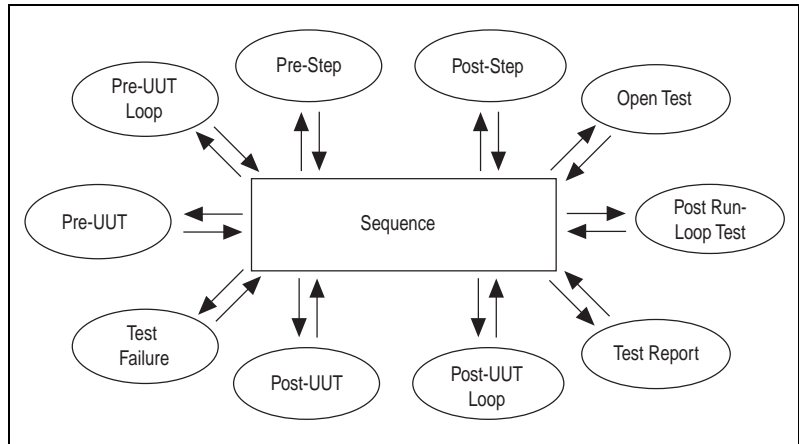 Pre-Step
Post-Step
Pre-UUT
Loop
Open Test
Pre-UUT
Sequence
Post Run-
Loop Test
Test
Failure
Post-UUT
Post-UUT
Loop
Test Report